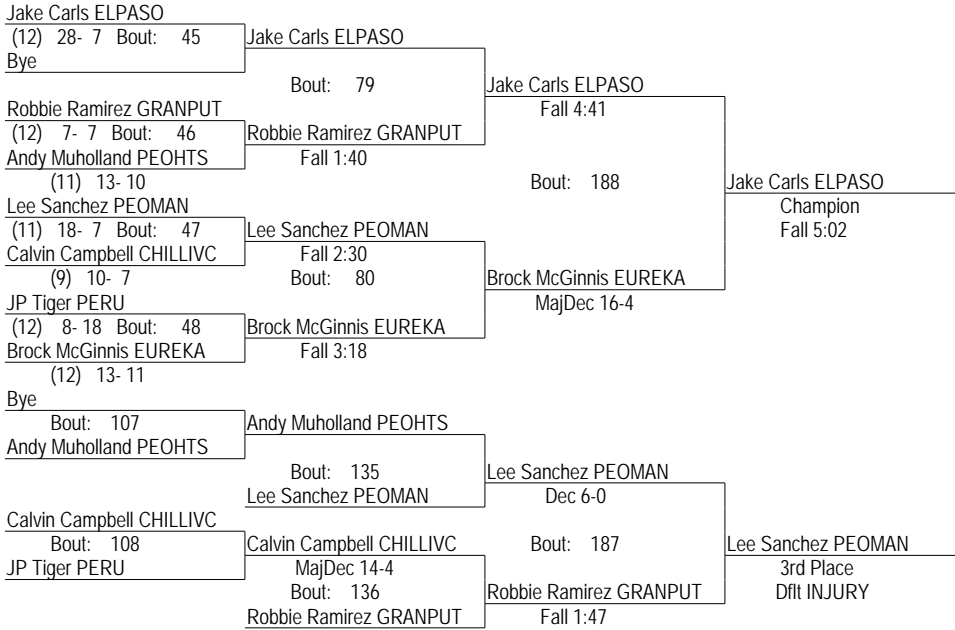 Jake Carls ELPASO
(12) 28- 7 Bout: 45
Jake Carls ELPASO
Bye
Bout: 79
Jake Carls ELPASO
Robbie Ramirez GRANPUT
Fall 4:41
(12) 7- 7 Bout: 46
Robbie Ramirez GRANPUT
Andy Muholland PEOHTS
Fall 1:40
(11) 13- 10
Bout: 188
Jake Carls ELPASO
Lee Sanchez PEOMAN
Champion
(11) 18- 7 Bout: 47
Lee Sanchez PEOMAN
Fall 5:02
Calvin Campbell CHILLIVC
Fall 2:30
(9) 10- 7
Bout: 80
Brock McGinnis EUREKA
JP Tiger PERU
MajDec 16-4
(12) 8- 18 Bout: 48
Brock McGinnis EUREKA
Brock McGinnis EUREKA
Fall 3:18
(12) 13- 11
Bye
Bout: 107
Andy Muholland PEOHTS
Andy Muholland PEOHTS
Bout: 135
Lee Sanchez PEOMAN
Lee Sanchez PEOMAN
Dec 6-0
Calvin Campbell CHILLIVC
Bout: 108
Calvin Campbell CHILLIVC
Bout: 187
Lee Sanchez PEOMAN
JP Tiger PERU
MajDec 14-4
3rd Place
Bout: 136
Robbie Ramirez GRANPUT
Dflt INJURY
Robbie Ramirez GRANPUT
Fall 1:47